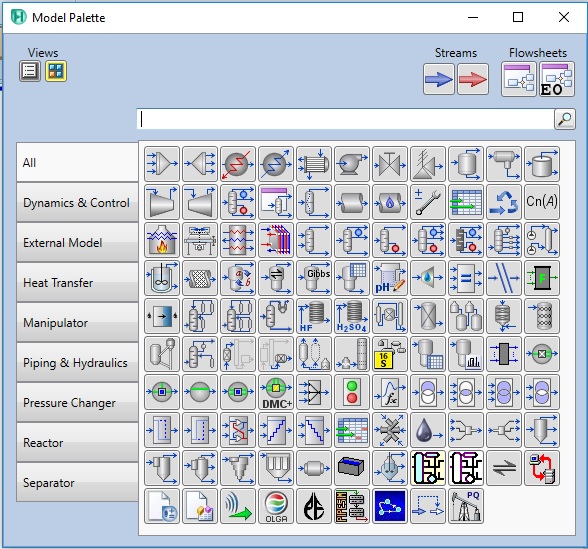 Model Palette
Views
Streams
Flowsheets
EO
All
Dynamics & Control
External Model
Heat Transfer
Manipulator
Piping & Hydraulics
Pressure Changer
Reactor
Separator
Cn(A)
Gibbs
pH
HF
H2SO4
16
S
DMC+
OLGA
PQ